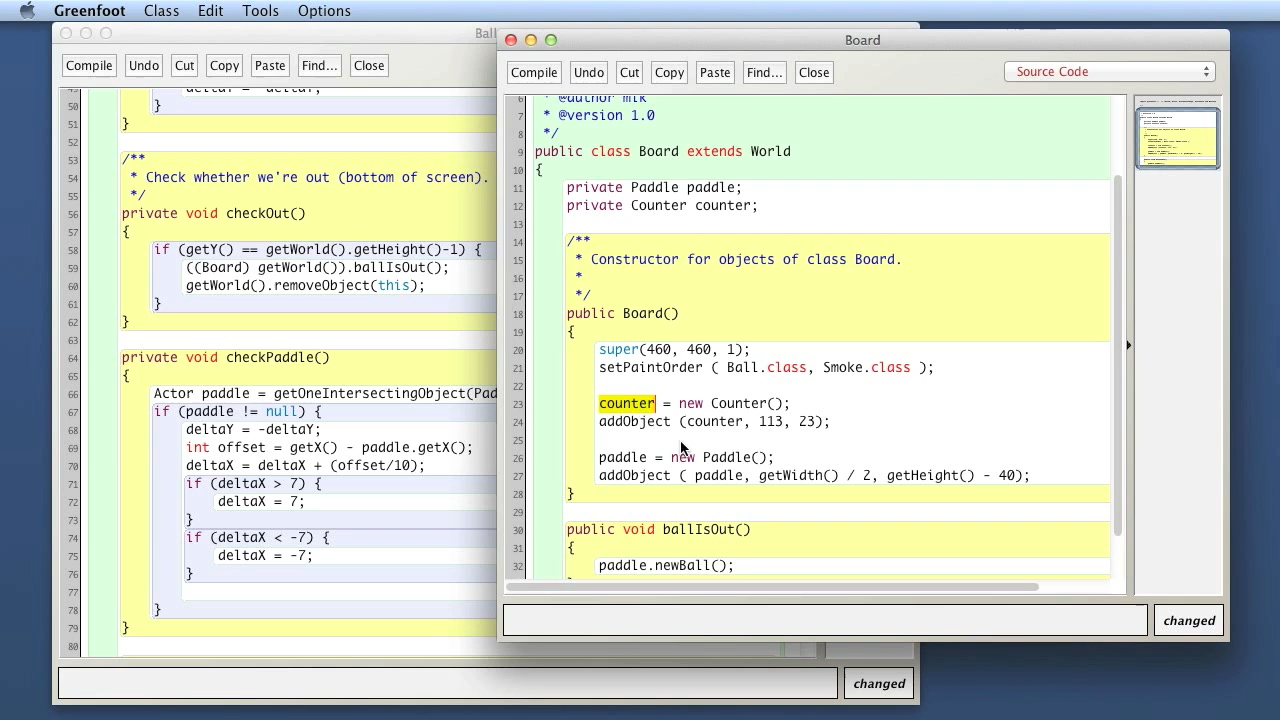 Greenfoot Class Edit Tools Options
Ball
Compile Undo Cut Copy Paste Find... Close
50 }
51 }
52
53 /**
54 * Check whether we're out (bottom of screen).
55 */
56 private void checkOut()
57 {
58 if (getY() == getWorld().getHeight()-1) {
59 ((Board) getWorld()).ballIsOut();
60 getWorld().removeObject(this);
61 }
62 }
63
64 private void checkPaddle()
65 {
66 Actor paddle = getOneIntersectingObject(Pad
67 if (paddle != null) {
68 deltaY = -deltaY;
69 int offset = getX() - paddle.getX();
70 deltaX = deltaX + (offset/10);
71 if (deltaX > 7) {
72 deltaX = 7;
73 }
74 if (deltaX < -7) {
75 deltaX = -7;
76 }
77
78 }
79 }
80
changed
Board
Compile Undo Cut Copy Paste Find... Close
Source Code
6 * @author mik
7 * @version 1.0
8 */
9 public class Board extends World
10 {
11 private Paddle paddle;
12 private Counter counter;
13
14 /**
15 * Constructor for objects of class Board.
16 *
17 */
18 public Board()
19 {
20 super(460, 460, 1);
21 setPaintOrder ( Ball.class, Smoke.class );
22
23 counter = new Counter();
24 addObject (counter, 113, 23);
25
26 paddle = new Paddle();
27 addObject ( paddle, getWidth() / 2, getHeight() - 40);
28 }
29
30 public void ballIsOut()
31 {
32 paddle.newBall();
changed